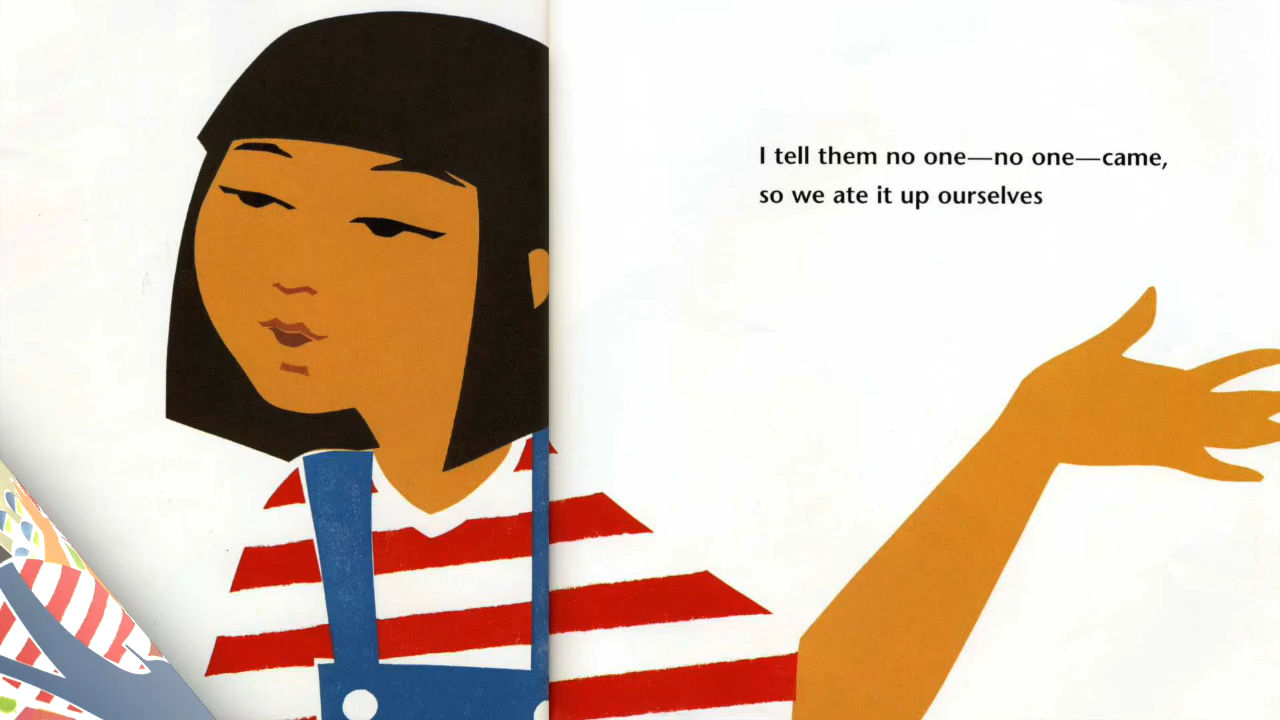 I tell them no one—no one—came,
so we ate it up ourselves